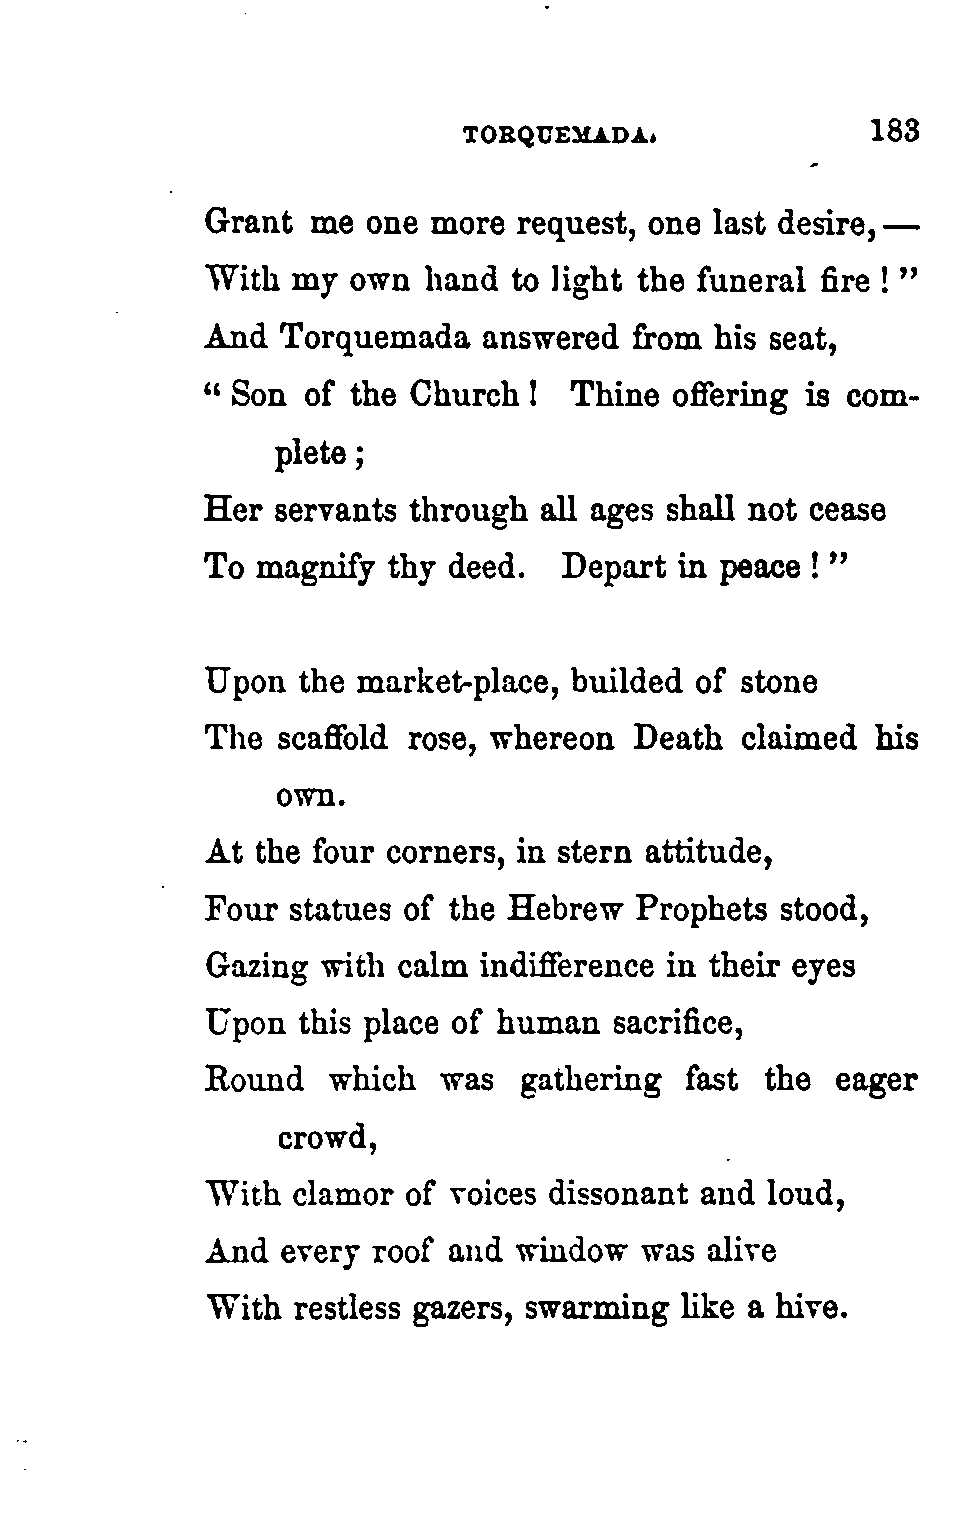 TORQUEMADA. 183
Grant me one more request, one last desire,—
With my own hand to light the funeral fire ! ”
And Torquemada answered from his seat,
“ Son of the Church ! Thine offering is com-
plete ;
Her servants through all ages shall not cease
To magnify thy deed. Depart in peace ! ”
Upon the market-place, builded of stone
The scaffold rose, whereon Death claimed his
own.
At the four corners, in stern attitude,
Four statues of the Hebrew Prophets stood,
Gazing with calm indifference in their eyes
Upon this place of human sacrifice,
Round which was gathering fast the eager
crowd,
With clamor of voices dissonant and loud,
And every roof and window was alive
With restless gazers, swarming like a hive.